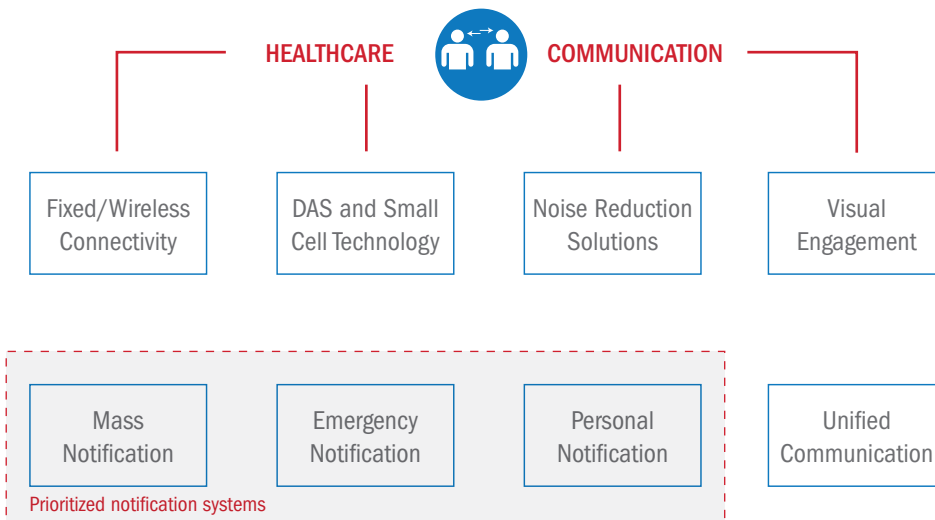 HEALTHCARE COMMUNICATION
Fixed/Wireless
Connectivity
DAS and Small
Cell Technology
Noise Reduction
Solutions
Visual
Engagement
Mass
Notification
Emergency
Notification
Personal
Notification
Unified
Communication
Prioritized notification systems